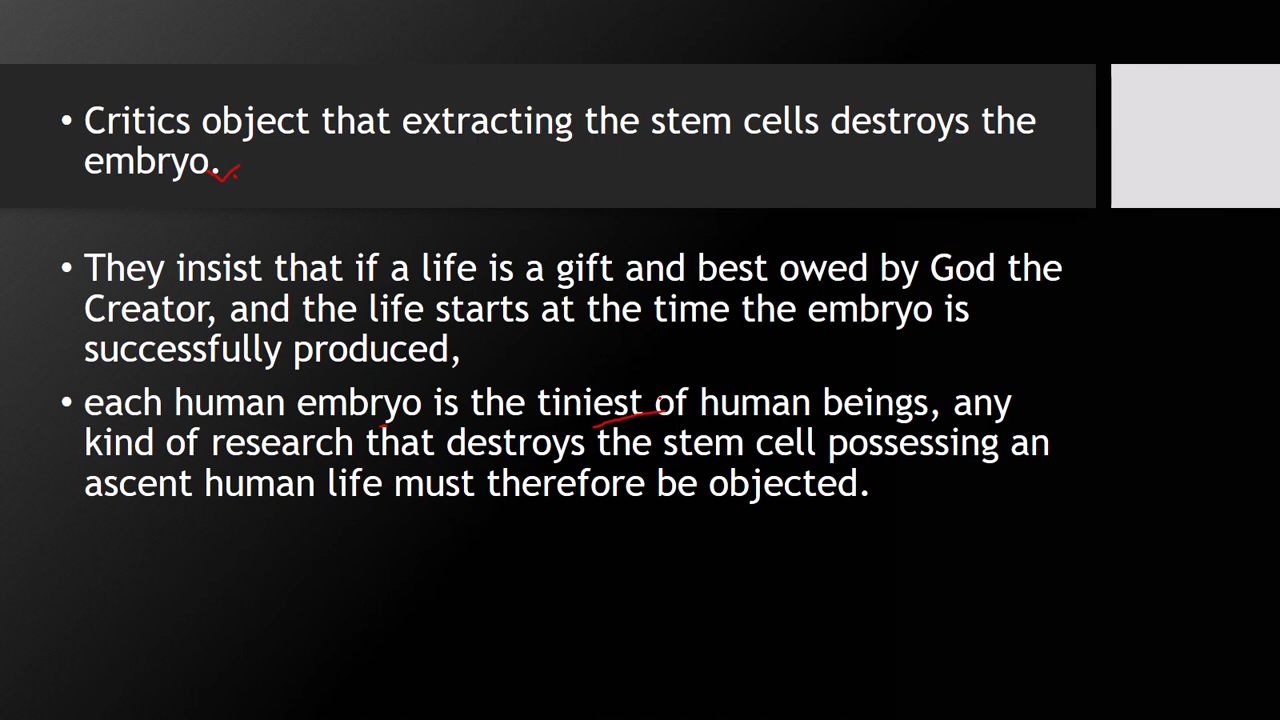 • Critics object that extracting the stem cells destroys the
embryo.
• They insist that if a life is a gift and best owed by God the
Creator, and the life starts at the time the embryo is
successfully produced,
• each human embryo is the tiniest of human beings, any
kind of research that destroys the stem cell possessing an
ascent human life must therefore be objected.